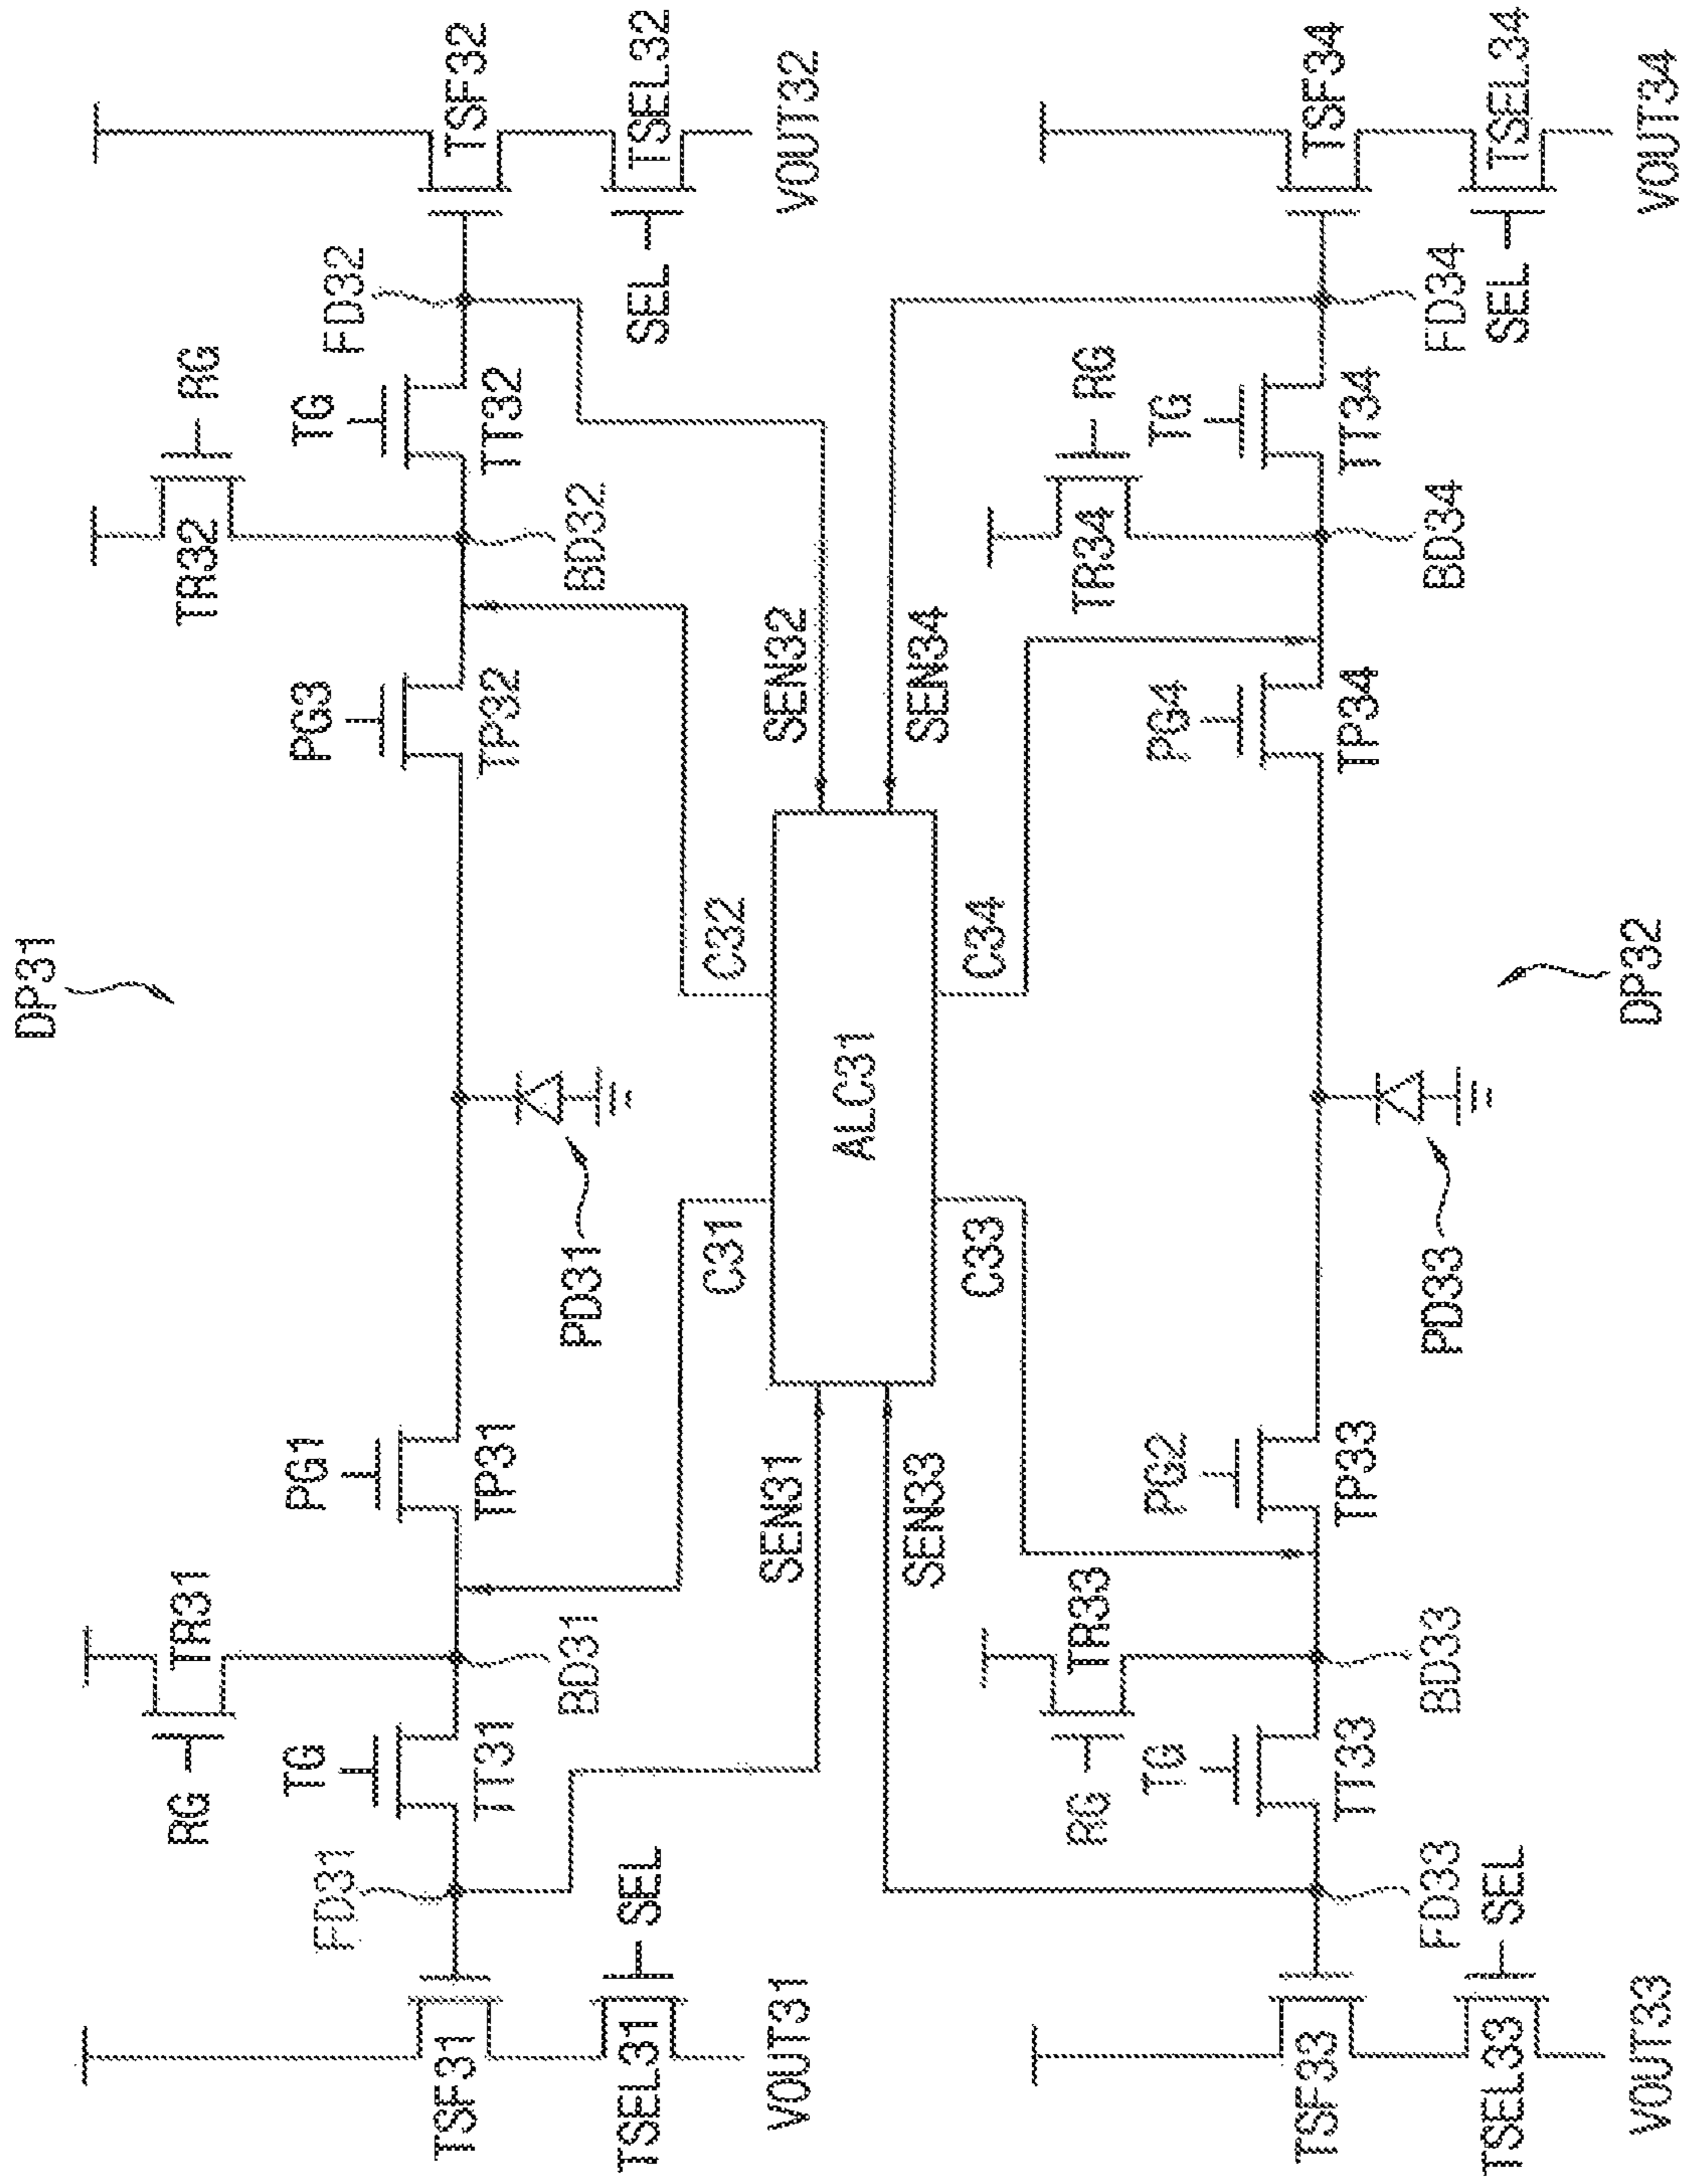 DP31
RG
TR31
TR32
RG
FD31
TG
PG1
PG3
TG
FD32
TSF31
TT31
TP31
TP32
TT32
TSF32
BD31
PD31
BD32
TSEL31
SEL
SEL
TSEL32
VOUT31
SEN31
C31
C32
SEN32
VOUT32
ALC31
SEN33
C33
C34
SEN34
RG
TR33
TR34
RG
TG
PG2
PG4
TG
TSF33
TT33
TP33
TP34
TT34
TSF34
FD33
BD33
PD33
BD34
FD34
TSEL33
SEL
SEL
TSEL34
VOUT33
DP32
VOUT34